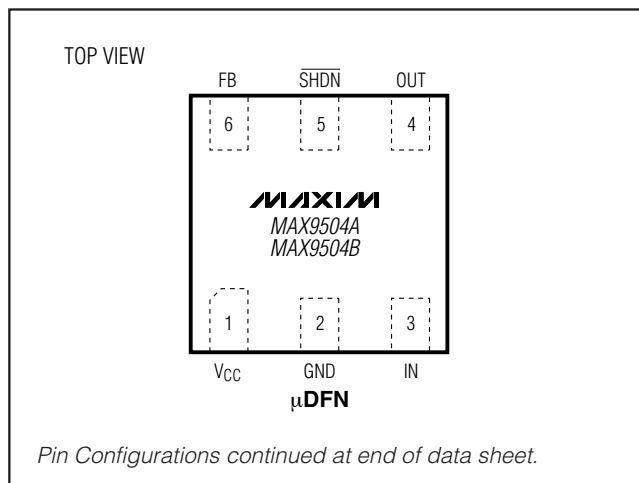 TOP VIEW
FB S̅H̅D̅N̅ OUT
6 5 4
MAXIM
MAX9504A
MAX9504B
1 2 3
VCC GND IN
μDFN
Pin Configurations continued at end of data sheet.